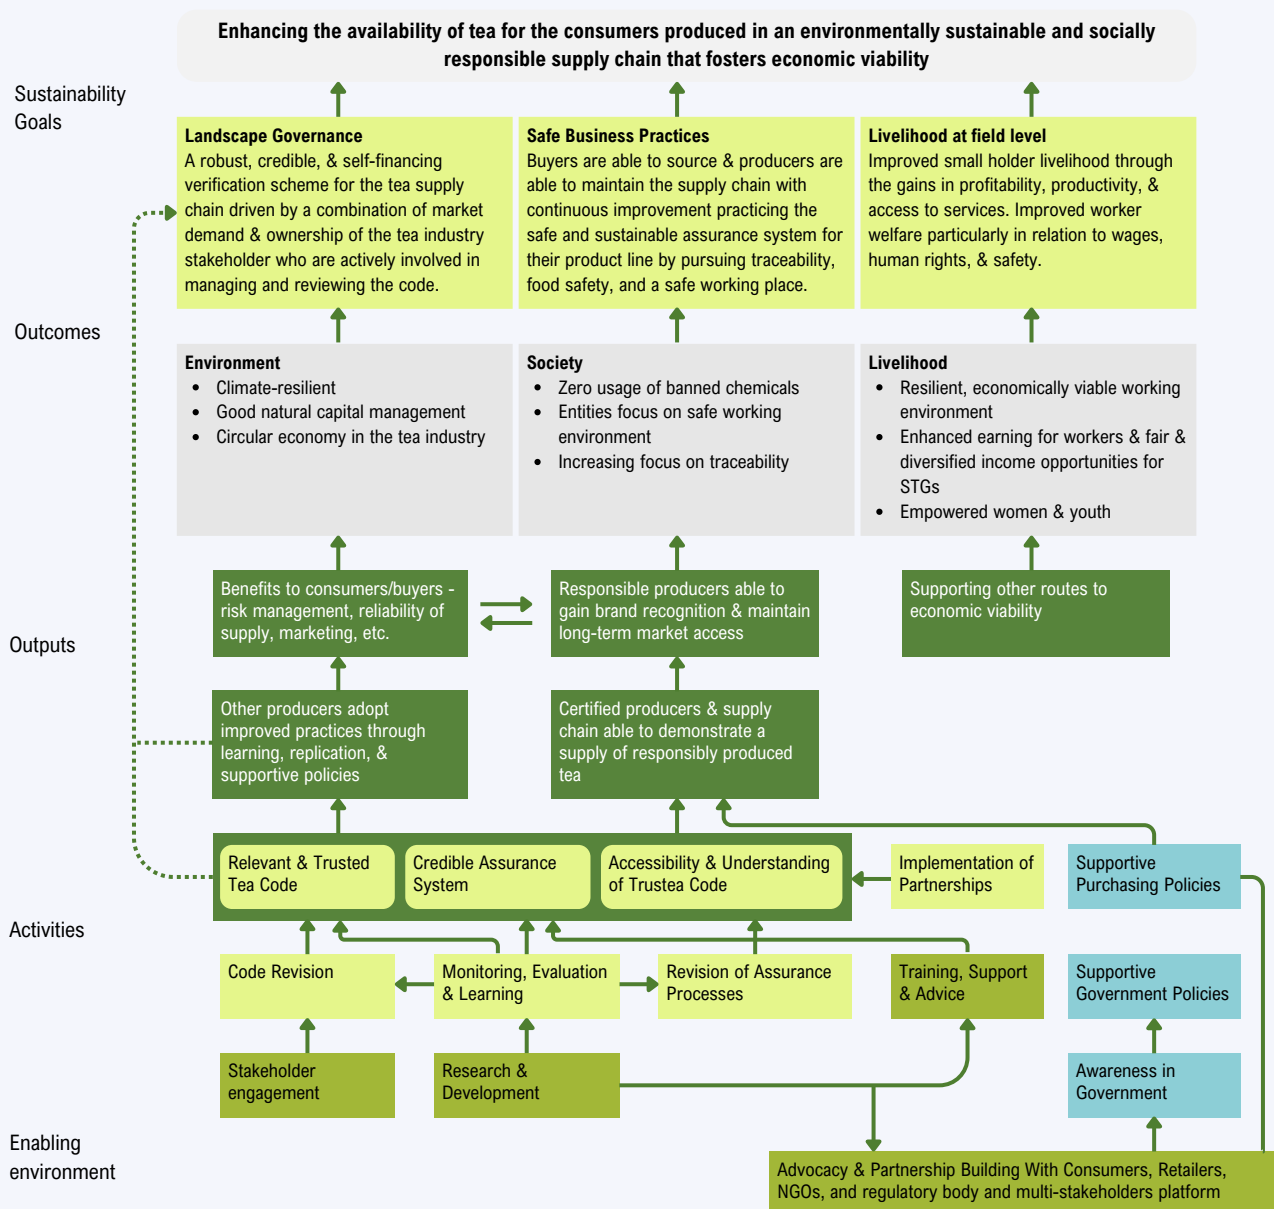 Enhancing the availability of tea for the consumers produced in an environmentally sustainable and socially
responsible supply chain that fosters economic viability
Sustainability
Goals
Landscape Governance
A robust, credible, & self-financing
verification scheme for the tea supply
chain driven by a combination of market
demand & ownership of the tea industry
stakeholder who are actively involved in
managing and reviewing the code.
Safe Business Practices
Buyers are able to source & producers are
able to maintain the supply chain with
continuous improvement practicing the
safe and sustainable assurance system for
their product line by pursuing traceability,
food safety, and a safe working place.
Livelihood at field level
Improved small holder livelihood through
the gains in profitability, productivity, &
access to services. Improved worker
welfare particularly in relation to wages,
human rights, & safety.
Outcomes
Environment
• Climate-resilient
• Good natural capital management
• Circular economy in the tea industry
Society
• Zero usage of banned chemicals
• Entities focus on safe working
environment
• Increasing focus on traceability
Livelihood
• Resilient, economically viable working
environment
• Enhanced earning for workers & fair &
diversified income opportunities for
STGs
• Empowered women & youth
Outputs
Benefits to consumers/buyers -
risk management, reliability of
supply, marketing, etc.
Responsible producers able to
gain brand recognition & maintain
long-term market access
Supporting other routes to
economic viability
Other producers adopt
improved practices through
learning, replication, &
supportive policies
Certified producers & supply
chain able to demonstrate a
supply of responsibly produced
tea
Activities
Relevant & Trusted
Tea Code
Credible Assurance
System
Accessibility & Understanding
of Trustea Code
Implementation of
Partnerships
Supportive
Purchasing Policies
Code Revision
Monitoring, Evaluation
& Learning
Revision of Assurance
Processes
Training, Support
& Advice
Supportive
Government Policies
Stakeholder
engagement
Research &
Development
Awareness in
Government
Enabling
environment
Advocacy & Partnership Building With Consumers, Retailers,
NGOs, and regulatory body and multi-stakeholders platform